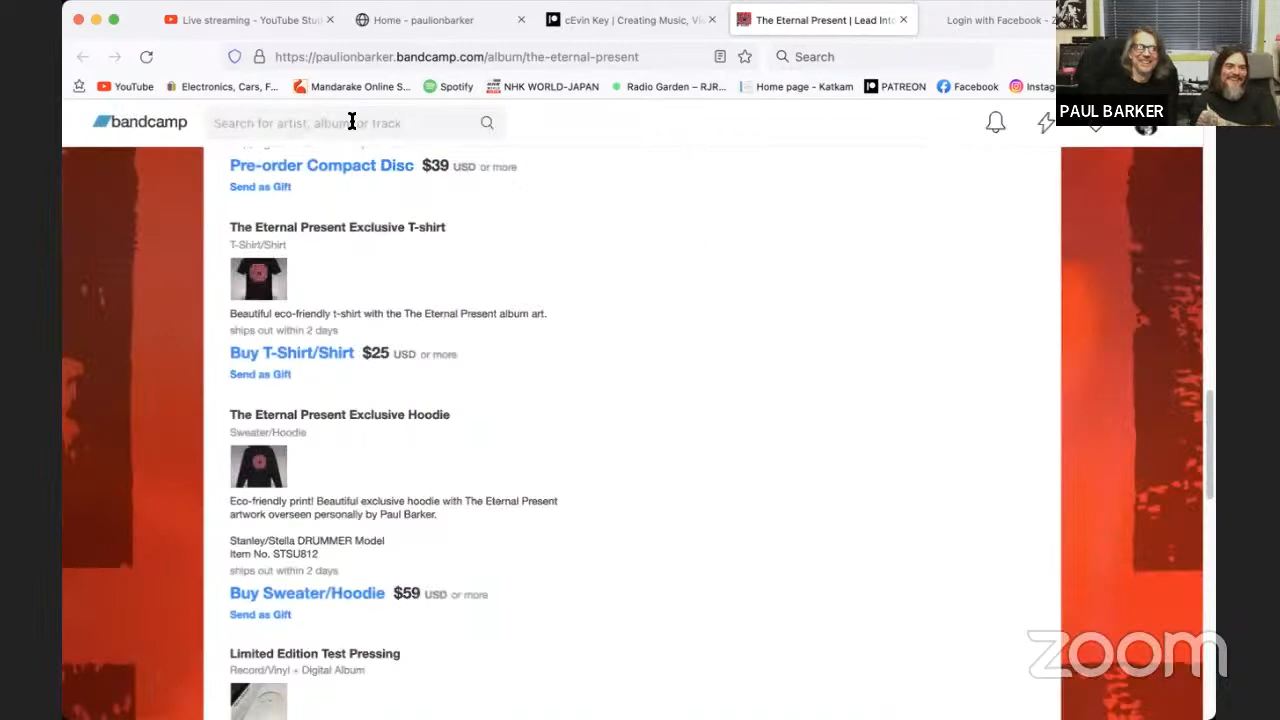 Live streaming - YouTube Stu
Home - paulionbarker
cEvin Key | Creating Music, Vi
The Eternal Present | Lead Into
Login with Facebook - Z
https://paulionbarker.bandcamp.com/album/the-eternal-present
Search
YouTube
Electronics, Cars, F...
Mandarake Online S...
Spotify
NHK WORLD-JAPAN
Radio Garden – RJR...
Home page - Katkam
PATREON
Facebook
Instag
PAUL BARKER
bandcamp
Search for artist, album or track
Pre-order Compact Disc $39 USD or more
Send as Gift
The Eternal Present Exclusive T-shirt
T-Shirt/Shirt
Beautiful eco-friendly t-shirt with the The Eternal Present album art.
ships out within 2 days
Buy T-Shirt/Shirt $25 USD or more
Send as Gift
The Eternal Present Exclusive Hoodie
Sweater/Hoodie
Eco-friendly print! Beautiful exclusive hoodie with The Eternal Present
artwork overseen personally by Paul Barker.
Stanley/Stella DRUMMER Model
Item No. STSU812
ships out within 2 days
Buy Sweater/Hoodie $59 USD or more
Send as Gift
Limited Edition Test Pressing
Record/Vinyl + Digital Album
zoom